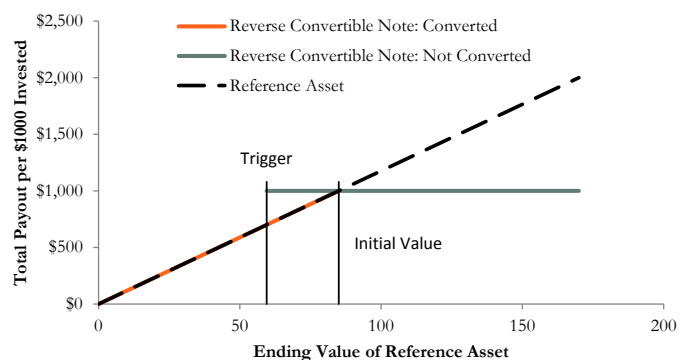 $2,500
$2,000
$1,500
$1,000
$500
$0
Total Payout per $1000 Invested
Reverse Convertible Note: Converted
Reverse Convertible Note: Not Converted
Reference Asset
Trigger
Initial Value
0 50 100 150 200
Ending Value of Reference Asset